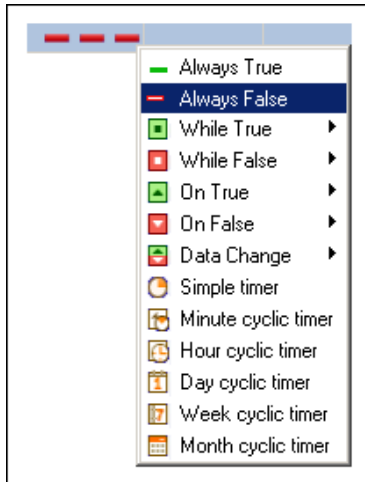 Always True
Always False
While True
While False
On True
On False
Data Change
Simple timer
Minute cyclic timer
Hour cyclic timer
Day cyclic timer
Week cyclic timer
Month cyclic timer